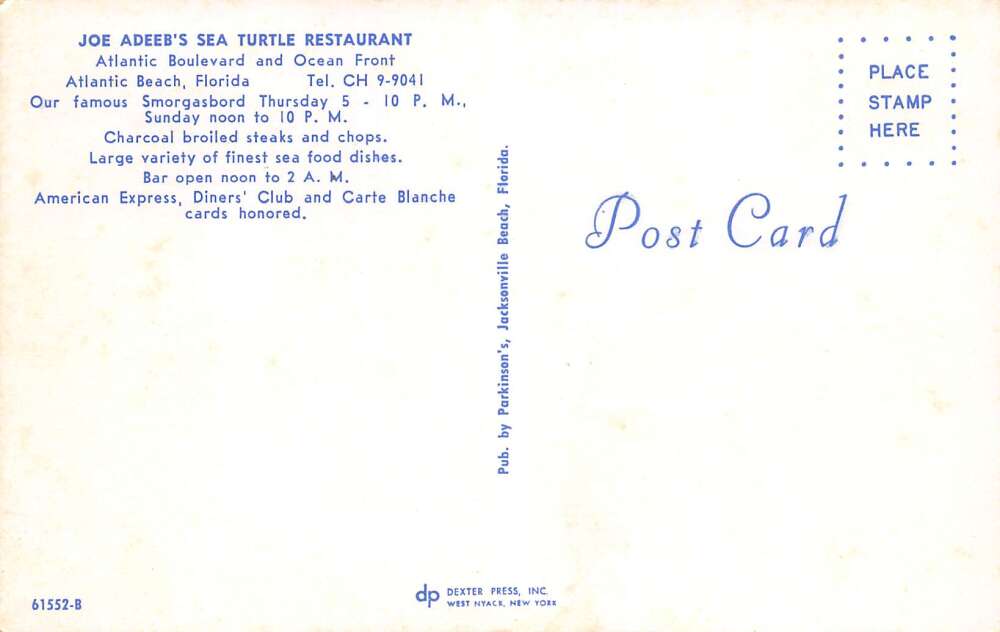 JOE ADEEB'S SEA TURTLE RESTAURANT
Atlantic Boulevard and Ocean Front
Atlantic Beach, Florida Tel. CH 9-9041
Our famous Smorgasbord Thursday 5 - 10 P. M.,
Sunday noon to 10 P. M.
Charcoal broiled steaks and chops.
Large variety of finest sea food dishes.
Bar open noon to 2 A. M.
American Express, Diners' Club and Carte Blanche
cards honored.
Pub. by Parkinson's, Jacksonville Beach, Florida.
PLACE
STAMP
HERE
Post Card
61552-B
dp DEXTER PRESS, INC.
WEST NYACK, NEW YORK